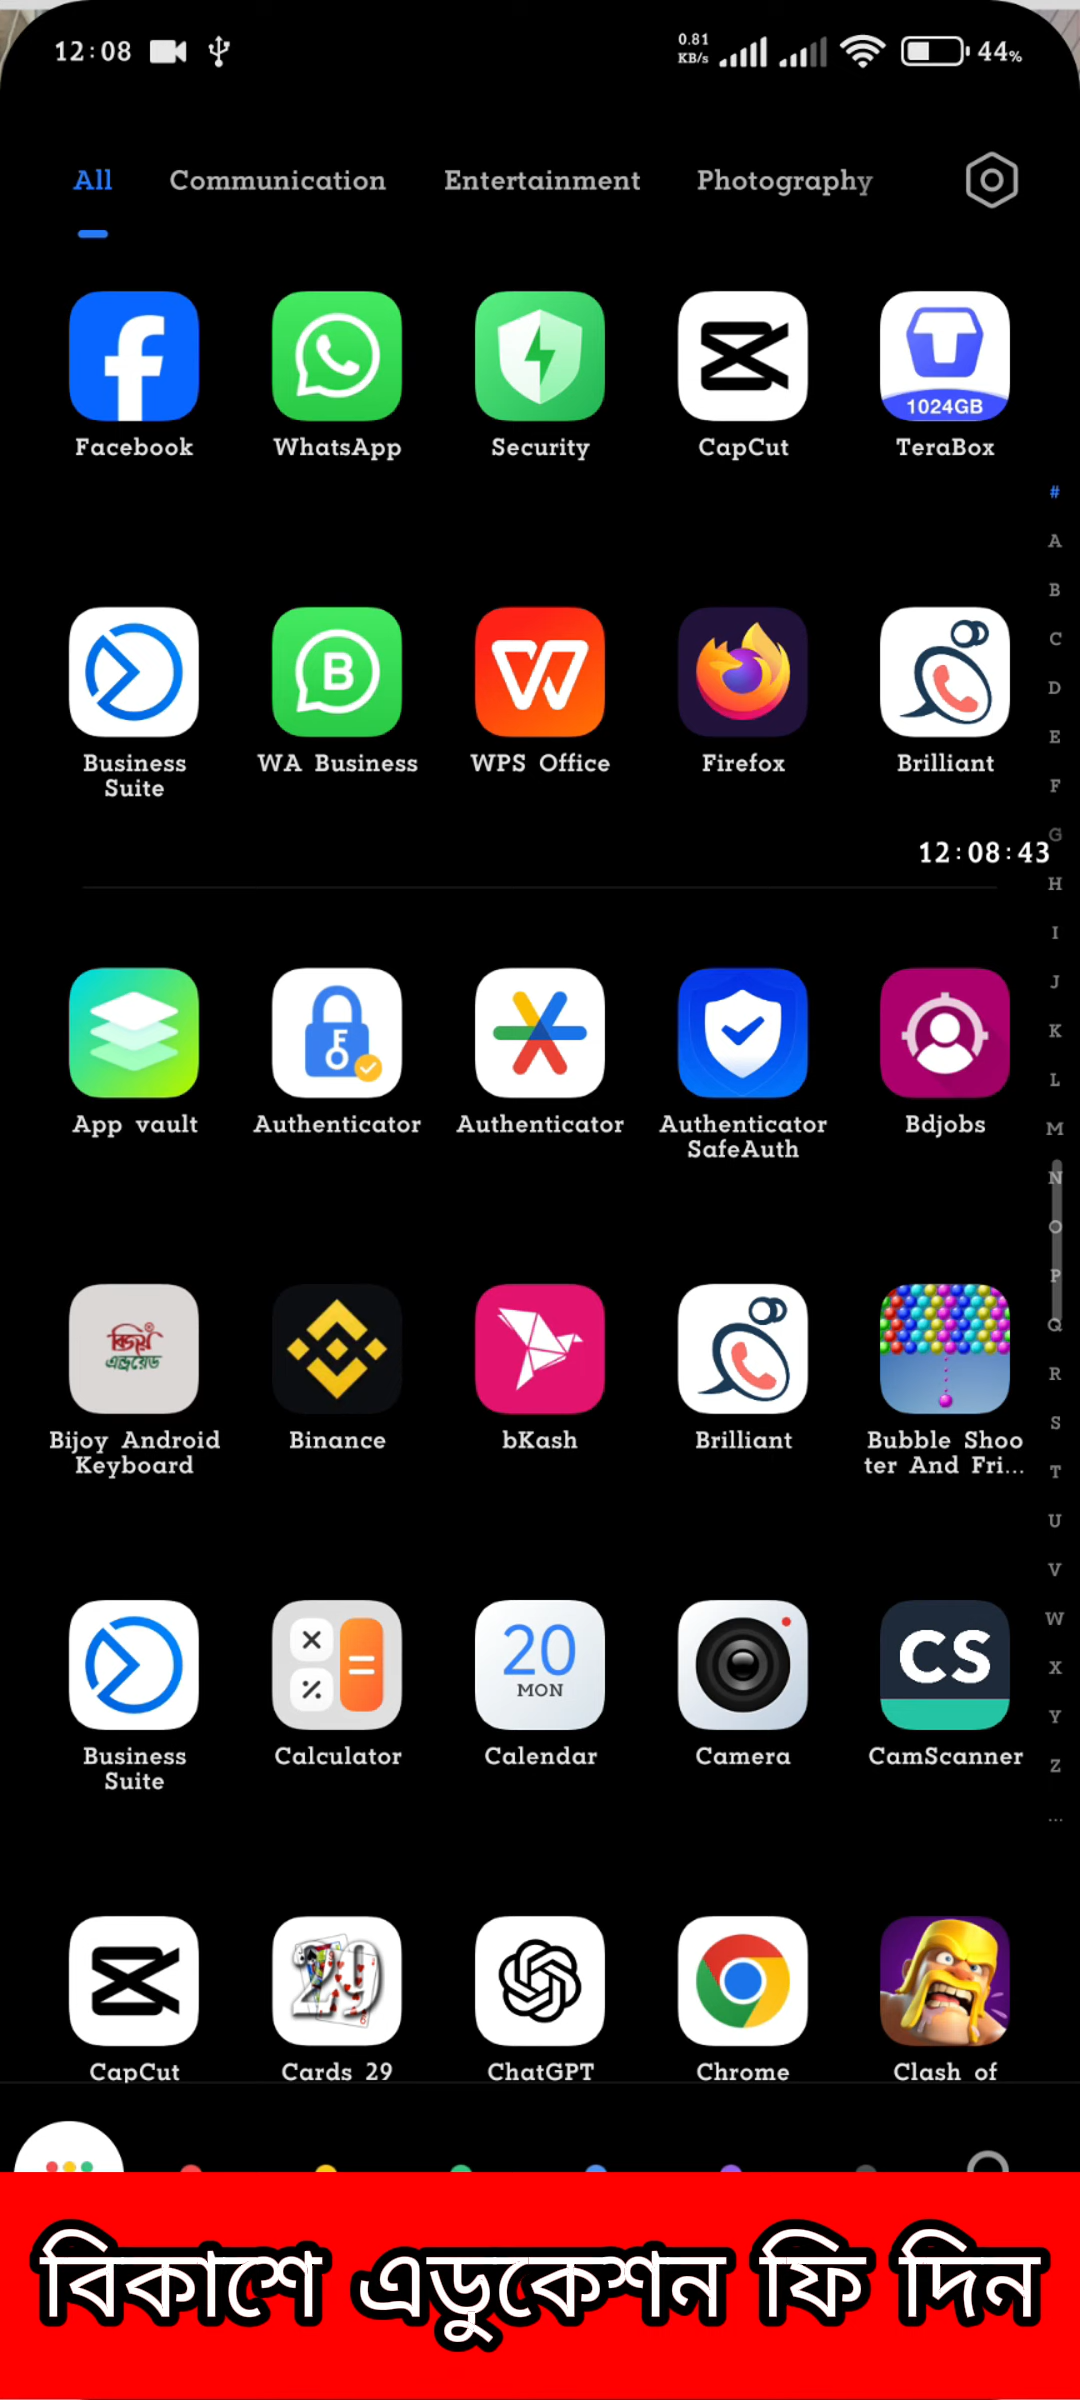 12:08 0.81 KB/s 44%
All Communication Entertainment Photography
1024GB
Facebook WhatsApp Security CapCut TeraBox
#
A
B
C
D
E
F
G
H
I
J
K
L
M
N
O
P
Q
R
S
T
U
V
W
X
Y
Z
...
B
Business Suite WA Business WPS Office Firefox Brilliant
12:08:43
App vault Authenticator Authenticator Authenticator SafeAuth Bdjobs
বিজয়
এন্ড্রয়েড
Bijoy Android Keyboard Binance bKash Brilliant Bubble Shoo ter And Fri...
20
MON
CS
Business Suite Calculator Calendar Camera CamScanner
29
CapCut Cards 29 ChatGPT Chrome Clash of
বিকাশে এডুকেশন ফি দিন